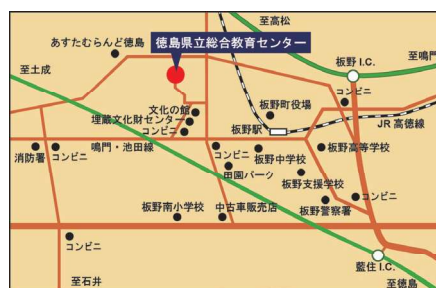 至高松
あすたむらんど徳島
徳島県立総合教育センター
板野 I.C.
至鳴門
至土成
コンビニ
文化の館
埋蔵文化財センター
コンビニ
板野町役場
板野駅
JR 高徳線
消防署
コンビニ
鳴門・池田線
コンビニ
板野中学校
板野高等学校
田園パーク
板野支援学校
コンビニ
板野警察署
板野南小学校
中古車販売店
コンビニ
藍住 I.C.
至石井
至徳島